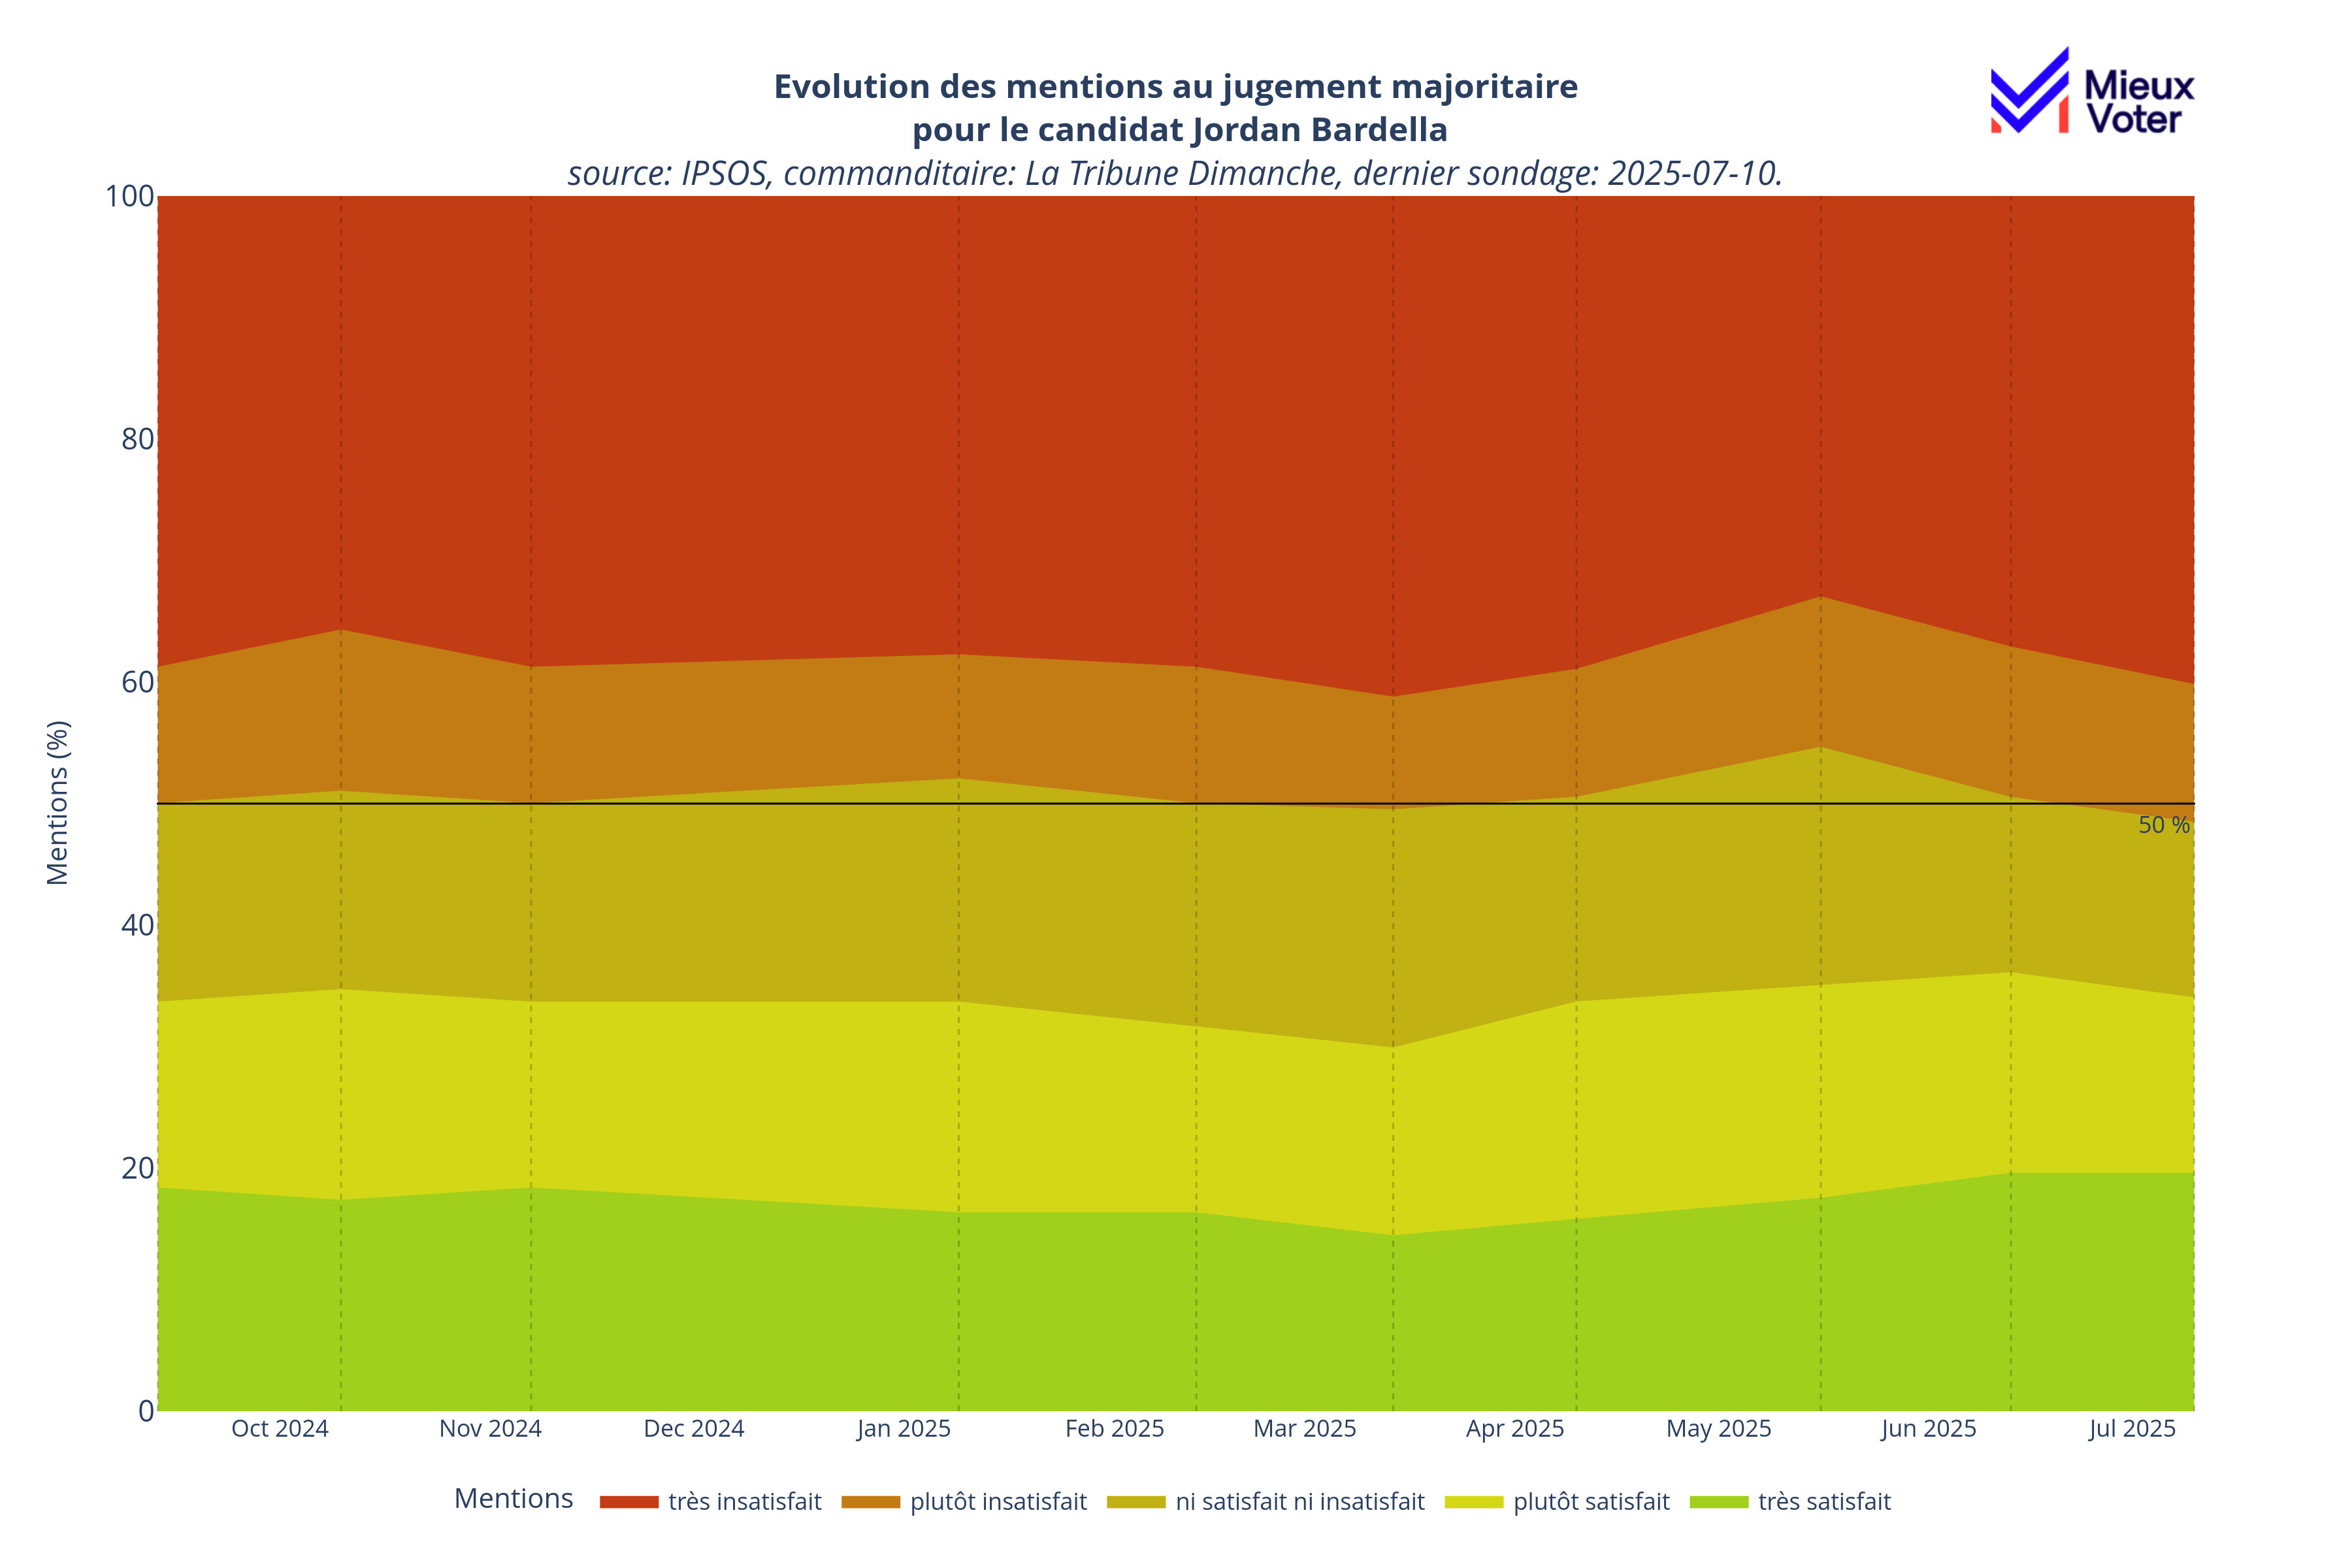 Evolution des mentions au jugement majoritaire
pour le candidat Jordan Bardella
source: IPSOS, commanditaire: La Tribune Dimanche, dernier sondage: 2025-07-10.
Mieux
Voter
100
80
60
40
20
0
Mentions (%)
50 %
Oct 2024
Nov 2024
Dec 2024
Jan 2025
Feb 2025
Mar 2025
Apr 2025
May 2025
Jun 2025
Jul 2025
Mentions
très insatisfait
plutôt insatisfait
ni satisfait ni insatisfait
plutôt satisfait
très satisfait